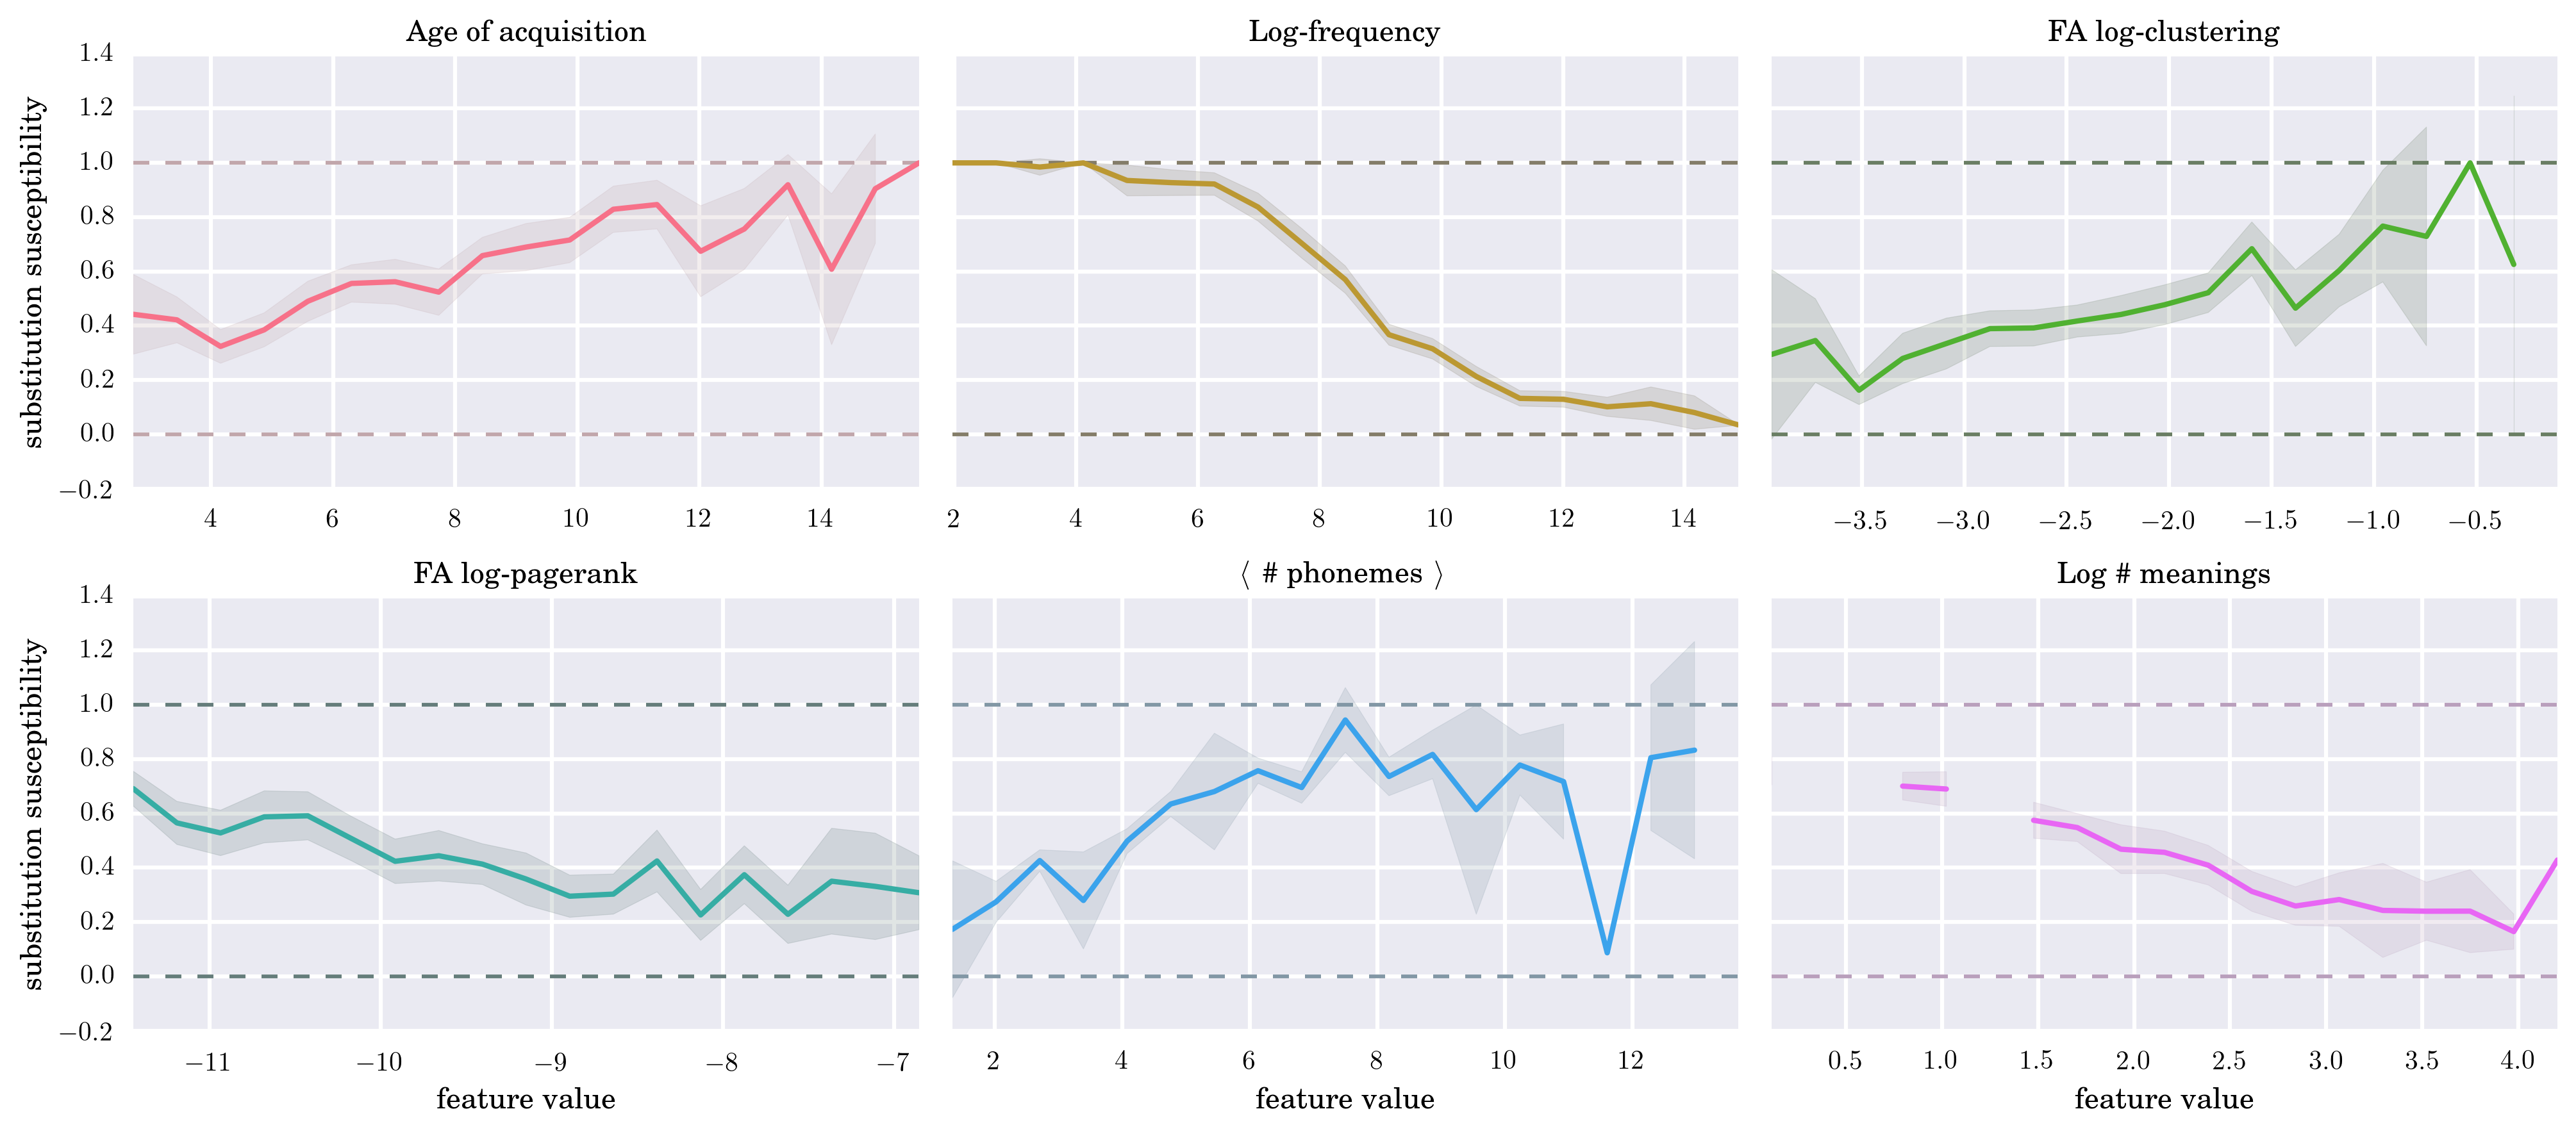 Age of acquisition
Log-frequency
FA log-clustering
substitution susceptibility
1.4
1.2
1.0
0.8
0.6
0.4
0.2
0.0
−0.2
4 6 8 10 12 14
2 4 6 8 10 12 14
−3.5 −3.0 −2.5 −2.0 −1.5 −1.0 −0.5
FA log-pagerank
⟨ # phonemes ⟩
Log # meanings
substitution susceptibility
1.4
1.2
1.0
0.8
0.6
0.4
0.2
0.0
−0.2
−11 −10 −9 −8 −7
2 4 6 8 10 12
0.5 1.0 1.5 2.0 2.5 3.0 3.5 4.0
feature value
feature value
feature value